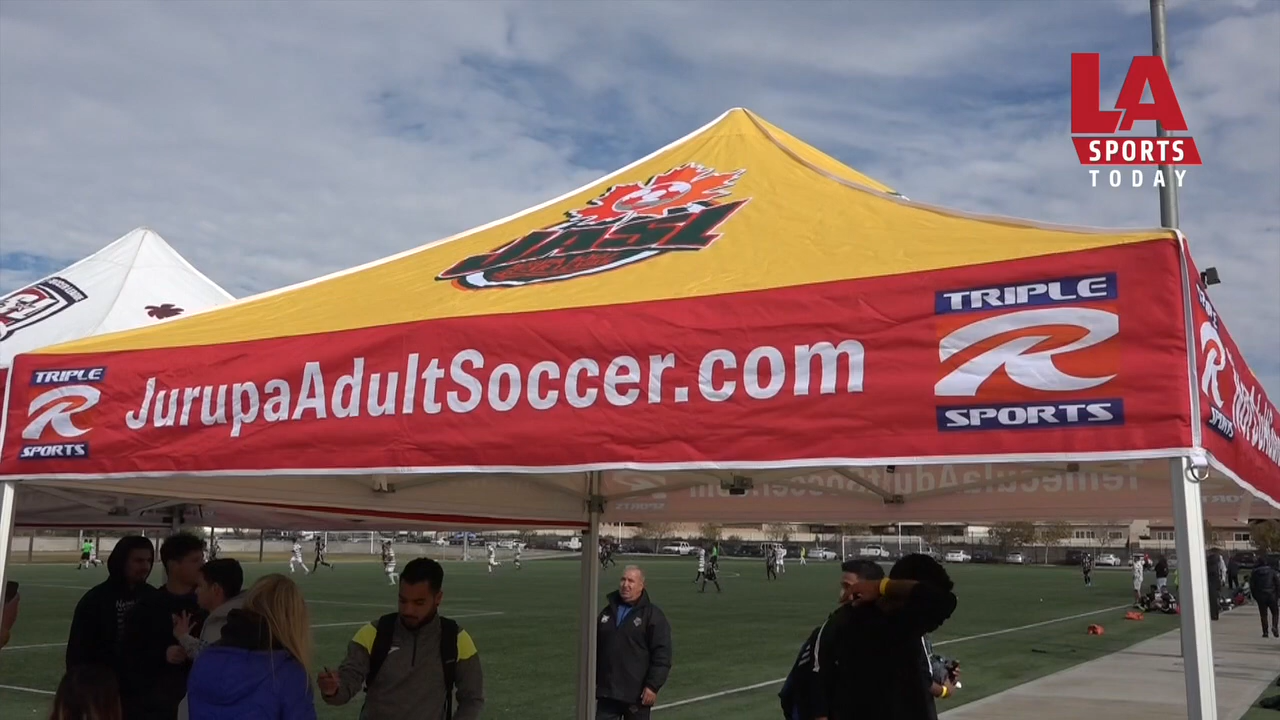 LA
SPORTS
TODAY
JASL
TRIPLE
R
SPORTS
JurupaAdultSoccer.com
TRIPLE
R
SPORTS